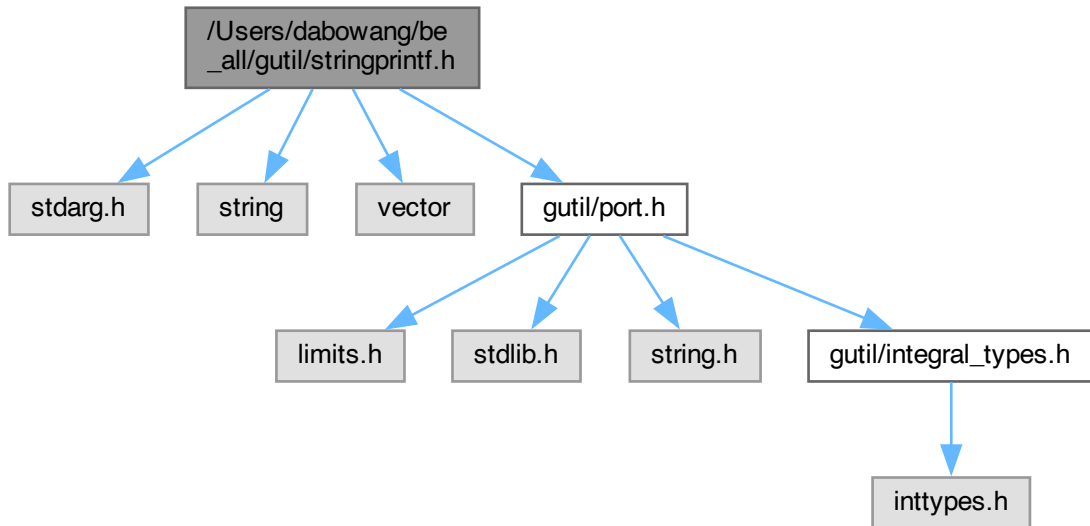 /Users/dabowang/be
_all/gutil/stringprintf.h
stdarg.h
string
vector
gutil/port.h
limits.h
stdlib.h
string.h
gutil/integral_types.h
inttypes.h